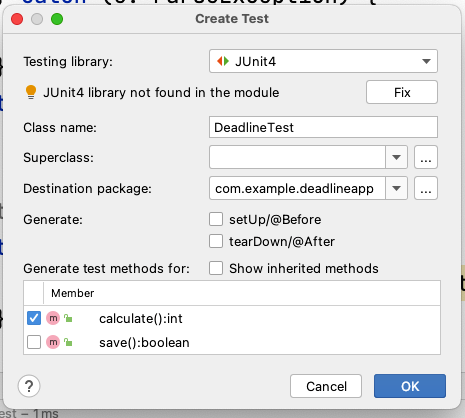 catch (e: ParseException) {
Create Test
Testing library:
JUnit4
JUnit4 library not found in the module
Fix
Class name:
DeadlineTest
Superclass:
...
Destination package:
com.example.deadlineapp
...
Generate:
setUp/@Before
tearDown/@After
Generate test methods for:
Show inherited methods
Member
m
calculate():int
m
save():boolean
?
Cancel
OK
est – 1 ms